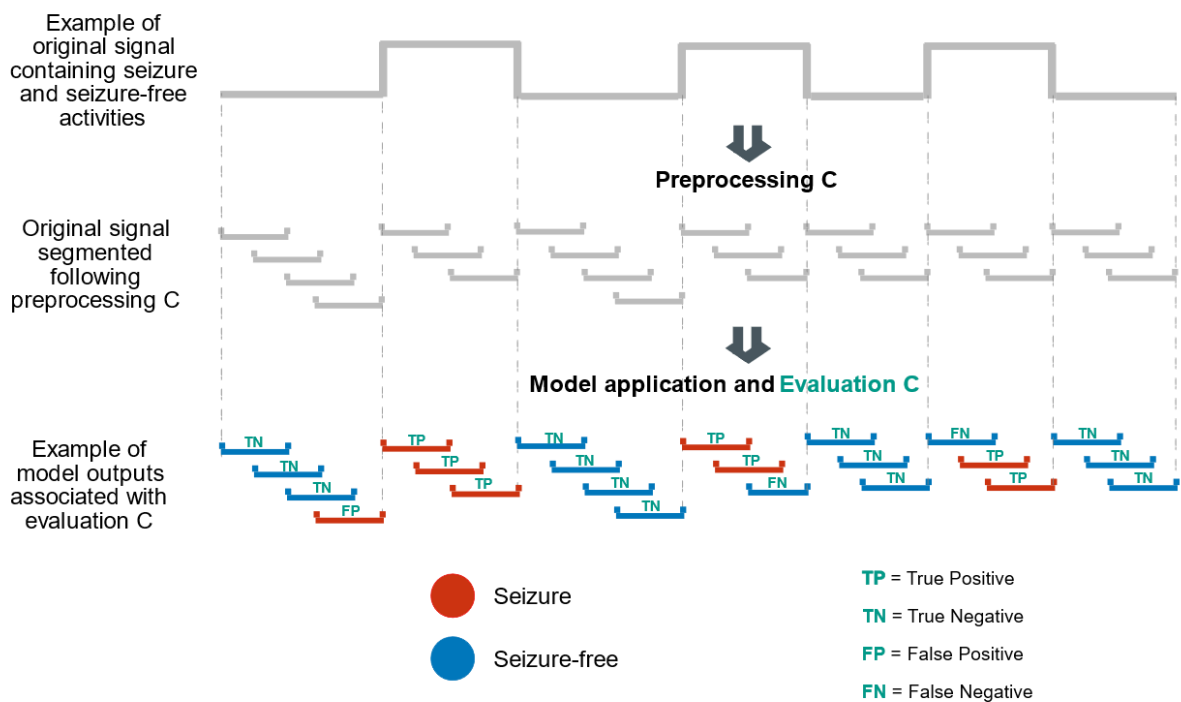 Example of
original signal
containing seizure
and seizure-free
activities
Preprocessing C
Original signal
segmented
following
preprocessing C
Model application and Evaluation C
Example of
model outputs
associated with
evaluation C
TN
TN
TN
FP
TP
TP
TP
TN
TN
TN
TN
TP
TP
FN
TN
TN
TN
FN
TP
TP
TN
TN
TN
Seizure
Seizure-free
TP = True Positive
TN = True Negative
FP = False Positive
FN = False Negative